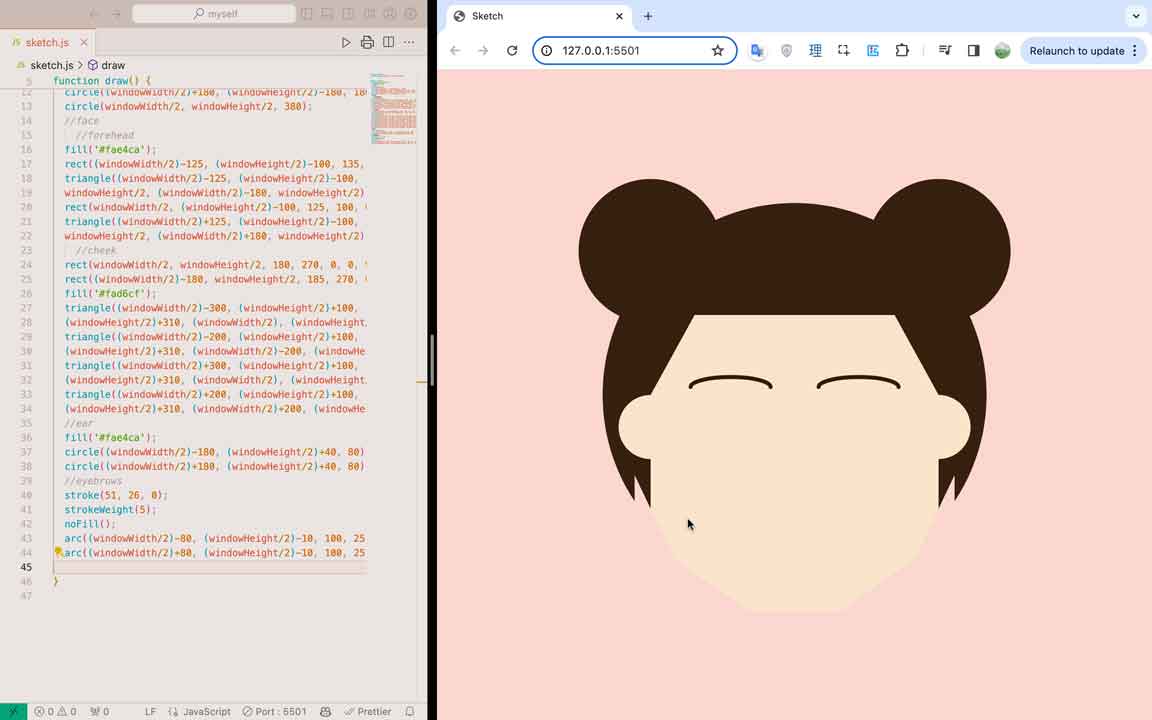 myself
sketch.js
sketch.js > draw
5 function draw() {
12 circle((windowWidth/2)+180, (windowHeight/2)-180, 18
13 circle(windowWidth/2, windowHeight/2, 380);
14 //face
15 //forehead
16 fill('#fae4ca');
17 rect((windowWidth/2)-125, (windowHeight/2)-100, 135,
18 triangle((windowWidth/2)-125, (windowHeight/2)-100,
19 windowHeight/2, (windowWidth/2)-180, windowHeight/2)
20 rect(windowWidth/2, (windowHeight/2)-100, 125, 100,
21 triangle((windowWidth/2)+125, (windowHeight/2)-100,
22 windowHeight/2, (windowWidth/2)+180, windowHeight/2)
23 //cheek
24 rect(windowWidth/2, windowHeight/2, 180, 270, 0, 0,
25 rect((windowWidth/2)-180, windowHeight/2, 185, 270,
26 fill('#fad6cf');
27 triangle((windowWidth/2)-300, (windowHeight/2)+100,
28 (windowHeight/2)+310, (windowWidth/2), (windowHeight
29 triangle((windowWidth/2)-200, (windowHeight/2)+100,
30 (windowHeight/2)+310, (windowWidth/2)-200, (windowHe
31 triangle((windowWidth/2)+300, (windowHeight/2)+100,
32 (windowHeight/2)+310, (windowWidth/2), (windowHeight
33 triangle((windowWidth/2)+200, (windowHeight/2)+100,
34 (windowHeight/2)+310, (windowWidth/2)+200, (windowHe
35 //ear
36 fill('#fae4ca');
37 circle((windowWidth/2)-180, (windowHeight/2)+40, 80)
38 circle((windowWidth/2)+180, (windowHeight/2)+40, 80)
39 //eyebrows
40 stroke(51, 26, 0);
41 strokeWeight(5);
42 noFill();
43 arc((windowWidth/2)-80, (windowHeight/2)-10, 100, 25
44 arc((windowWidth/2)+80, (windowHeight/2)-10, 100, 25
45
46 }
47
0 0 0 LF JavaScript Port : 5501 Prettier
Sketch
127.0.0.1:5501 Relaunch to update